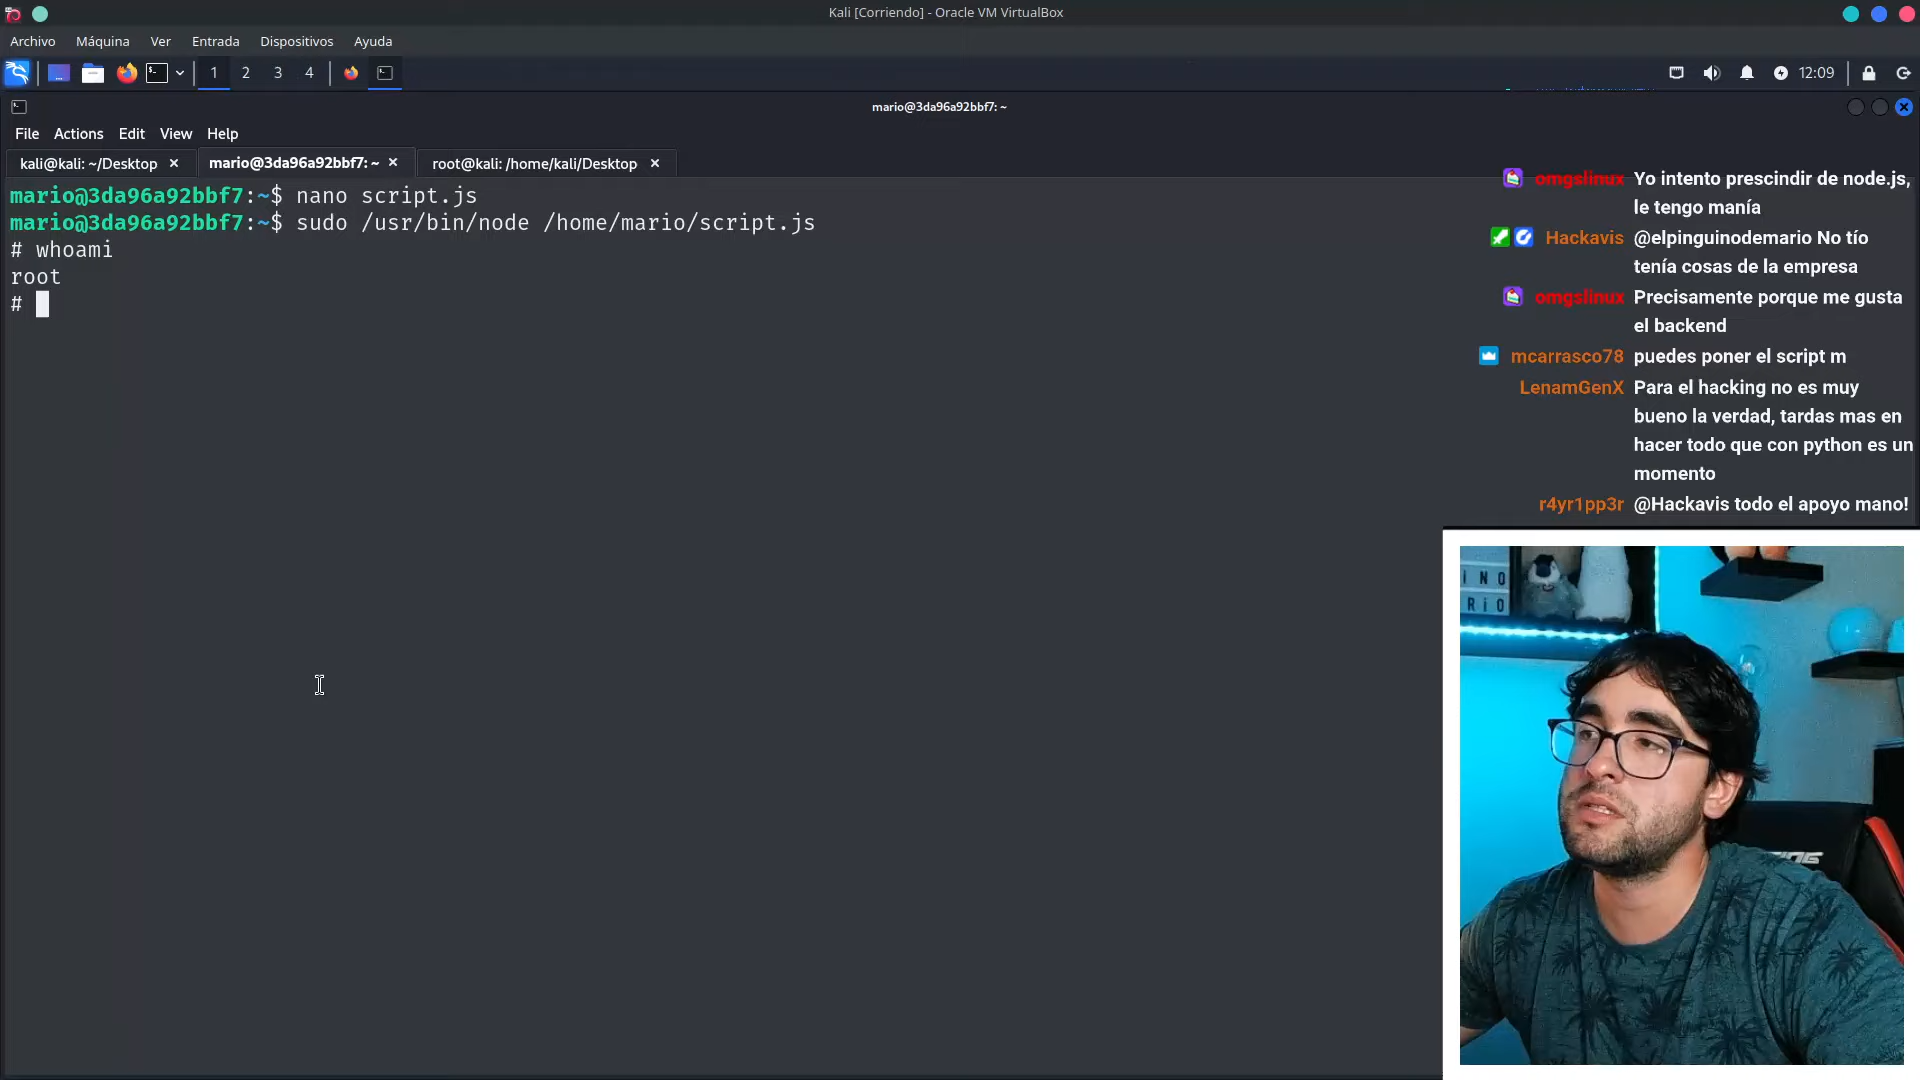 Kali [Corriendo] - Oracle VM VirtualBox
Archivo Máquina Ver Entrada Dispositivos Ayuda
1 2 3 4 12:09
mario@3da96a92bbf7: ~
File Actions Edit View Help
kali@kali: ~/Desktop mario@3da96a92bbf7: ~ root@kali: /home/kali/Desktop
mario@3da96a92bbf7:~$ nano script.js
mario@3da96a92bbf7:~$ sudo /usr/bin/node /home/mario/script.js
# whoami
root
#
omgslinux Yo intento prescindir de node.js,
le tengo manía
Hackavis @elpinguinodemario No tío
tenía cosas de la empresa
omgslinux Precisamente porque me gusta
el backend
mcarrasco78 puedes poner el script m
LenamGenX Para el hacking no es muy
bueno la verdad, tardas mas en
hacer todo que con python es un
momento
r4yr1pp3r @Hackavis todo el apoyo mano!
INO
RIO